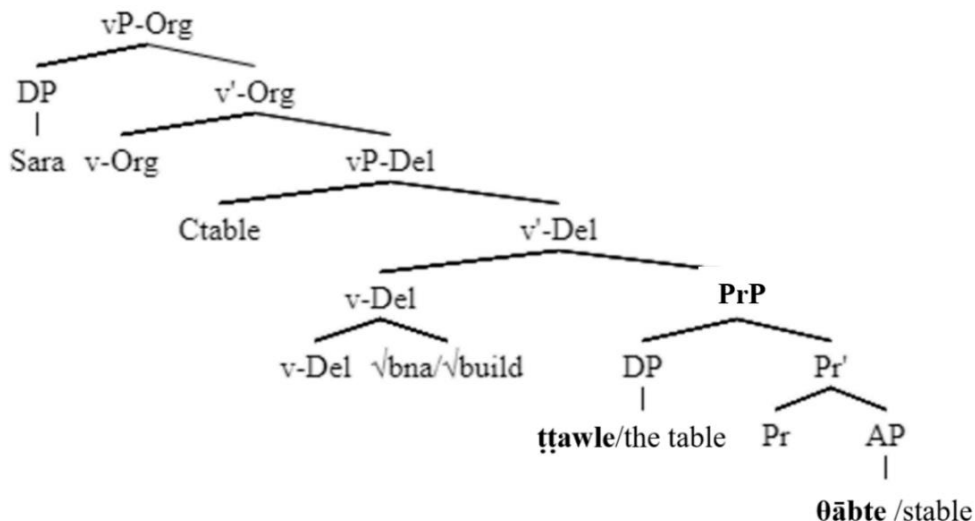 vP-Org
DP v'-Org
Sara v-Org vP-Del
Ctable v'-Del
v-Del PrP
v-Del √bna/√build DP Pr'
ṭṭawle/the table Pr AP
θābte /stable